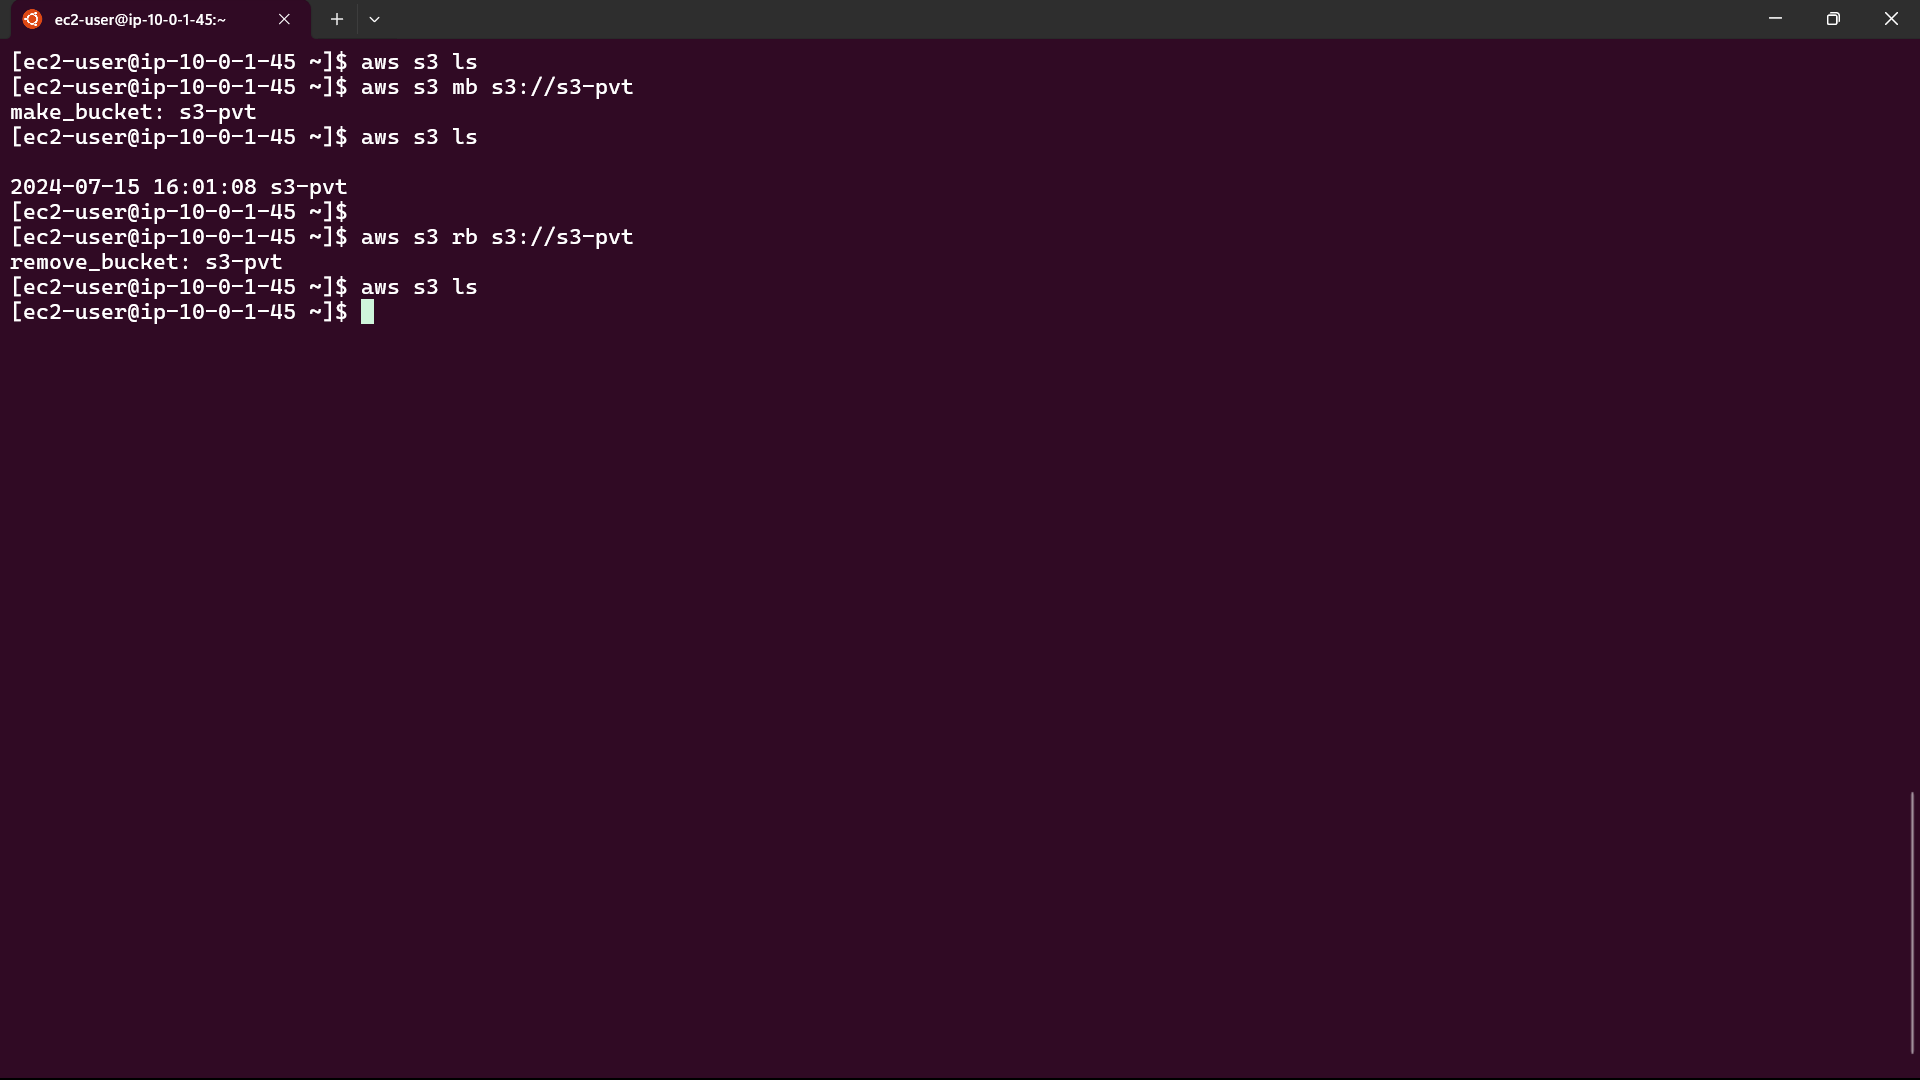 ec2-user@ip-10-0-1-45:~
[ec2-user@ip-10-0-1-45 ~]$ aws s3 ls
[ec2-user@ip-10-0-1-45 ~]$ aws s3 mb s3://s3-pvt
make_bucket: s3-pvt
[ec2-user@ip-10-0-1-45 ~]$ aws s3 ls
2024-07-15 16:01:08 s3-pvt
[ec2-user@ip-10-0-1-45 ~]$
[ec2-user@ip-10-0-1-45 ~]$ aws s3 rb s3://s3-pvt
remove_bucket: s3-pvt
[ec2-user@ip-10-0-1-45 ~]$ aws s3 ls
[ec2-user@ip-10-0-1-45 ~]$